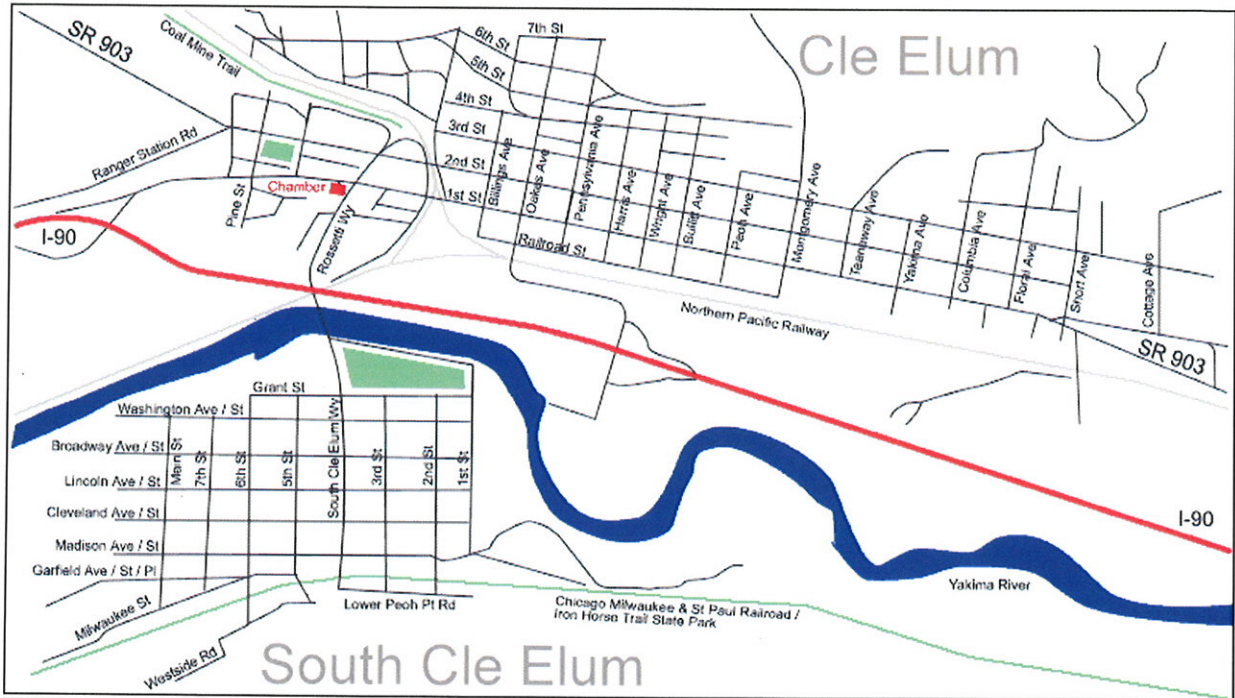 SR 903
Coal Mine Trail
6th St
7th St
5th St
Cle Elum
4th St
3rd St
2nd St
1st St
Ranger Station Rd
Chamber
Pine St
Rossetti Wy
I-90
Billings Ave
Oakes Ave
Pennsylvania Ave
Harris Ave
Wright Ave
Bullitt Ave
Peoh Ave
Montgomery Ave
Teanaway Ave
Yakima Ave
Columbia Ave
Floral Ave
Short Ave
Cottage Ave
Railroad St
Northern Pacific Railway
SR 903
Grant St
Washington Ave / St
Broadway Ave / St
Lincoln Ave / St
Cleveland Ave / St
Madison Ave / St
Garfield Ave / St / Pl
Main St
7th St
6th St
5th St
South Cle Elum Wy
3rd St
2nd St
1st St
I-90
Yakima River
Milwaukee St
Lower Peoh Pt Rd
Chicago Milwaukee & St Paul Railroad /
Iron Horse Trail State Park
Westside Rd
South Cle Elum